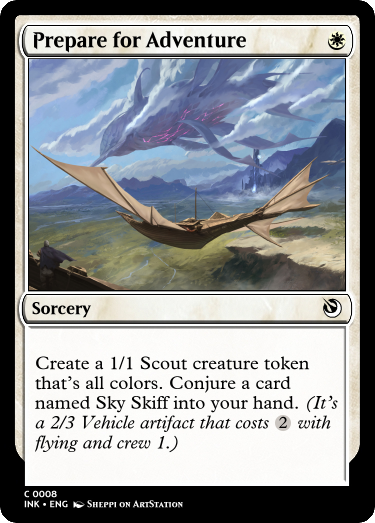 Prepare for Adventure
Sorcery
Create a 1/1 Scout creature token
that's all colors. Conjure a card
named Sky Skiff into your hand. (It's
a 2/3 Vehicle artifact that costs 2 with
flying and crew 1.)
C 0008
INK • ENG Sheppi on ArtStation